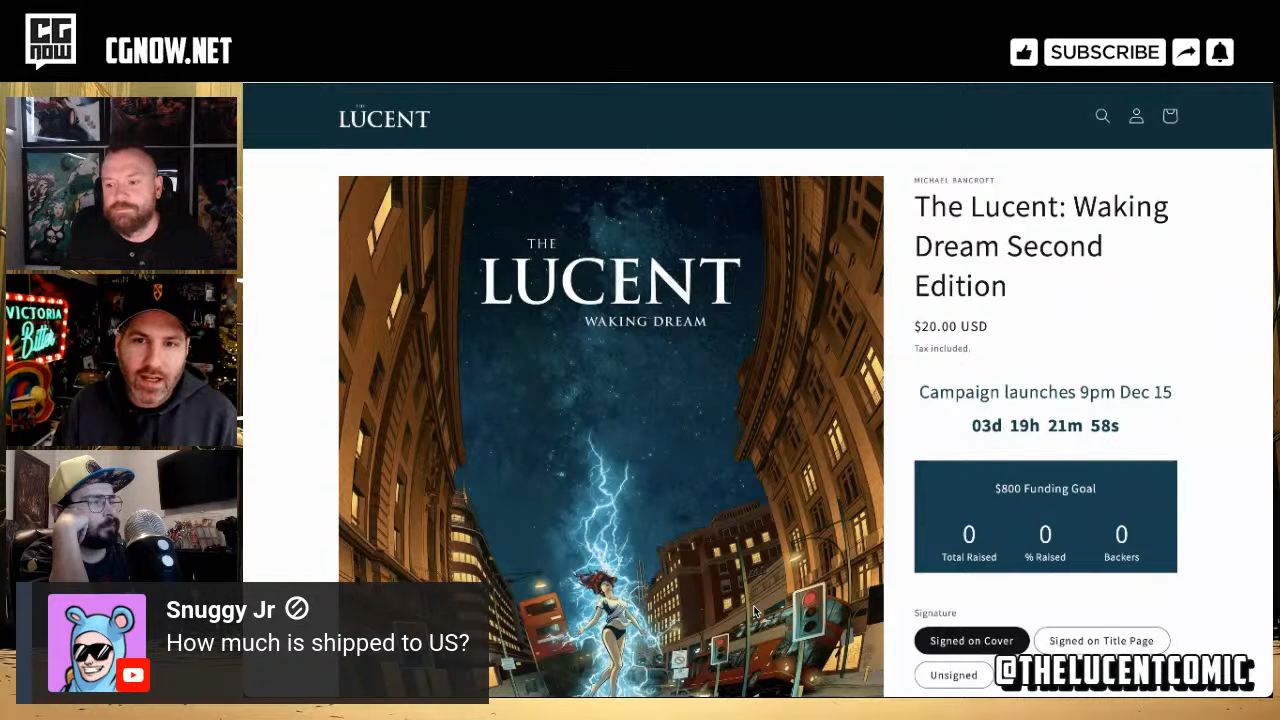 CG
NOW
CGNOW.NET
SUBSCRIBE
VICTORIA
Bitter
THE
LUCENT
THE
LUCENT
WAKING DREAM
MICHAEL BANCROFT
The Lucent: Waking
Dream Second
Edition
$20.00 USD
Tax included.
Campaign launches 9pm Dec 15
03d 19h 21m 58s
$800 Funding Goal
0 0 0
Total Raised % Raised Backers
Signature
Signed on Cover Signed on Title Page
Unsigned
@THELUCENTCOMIC
Snuggy Jr
How much is shipped to US?